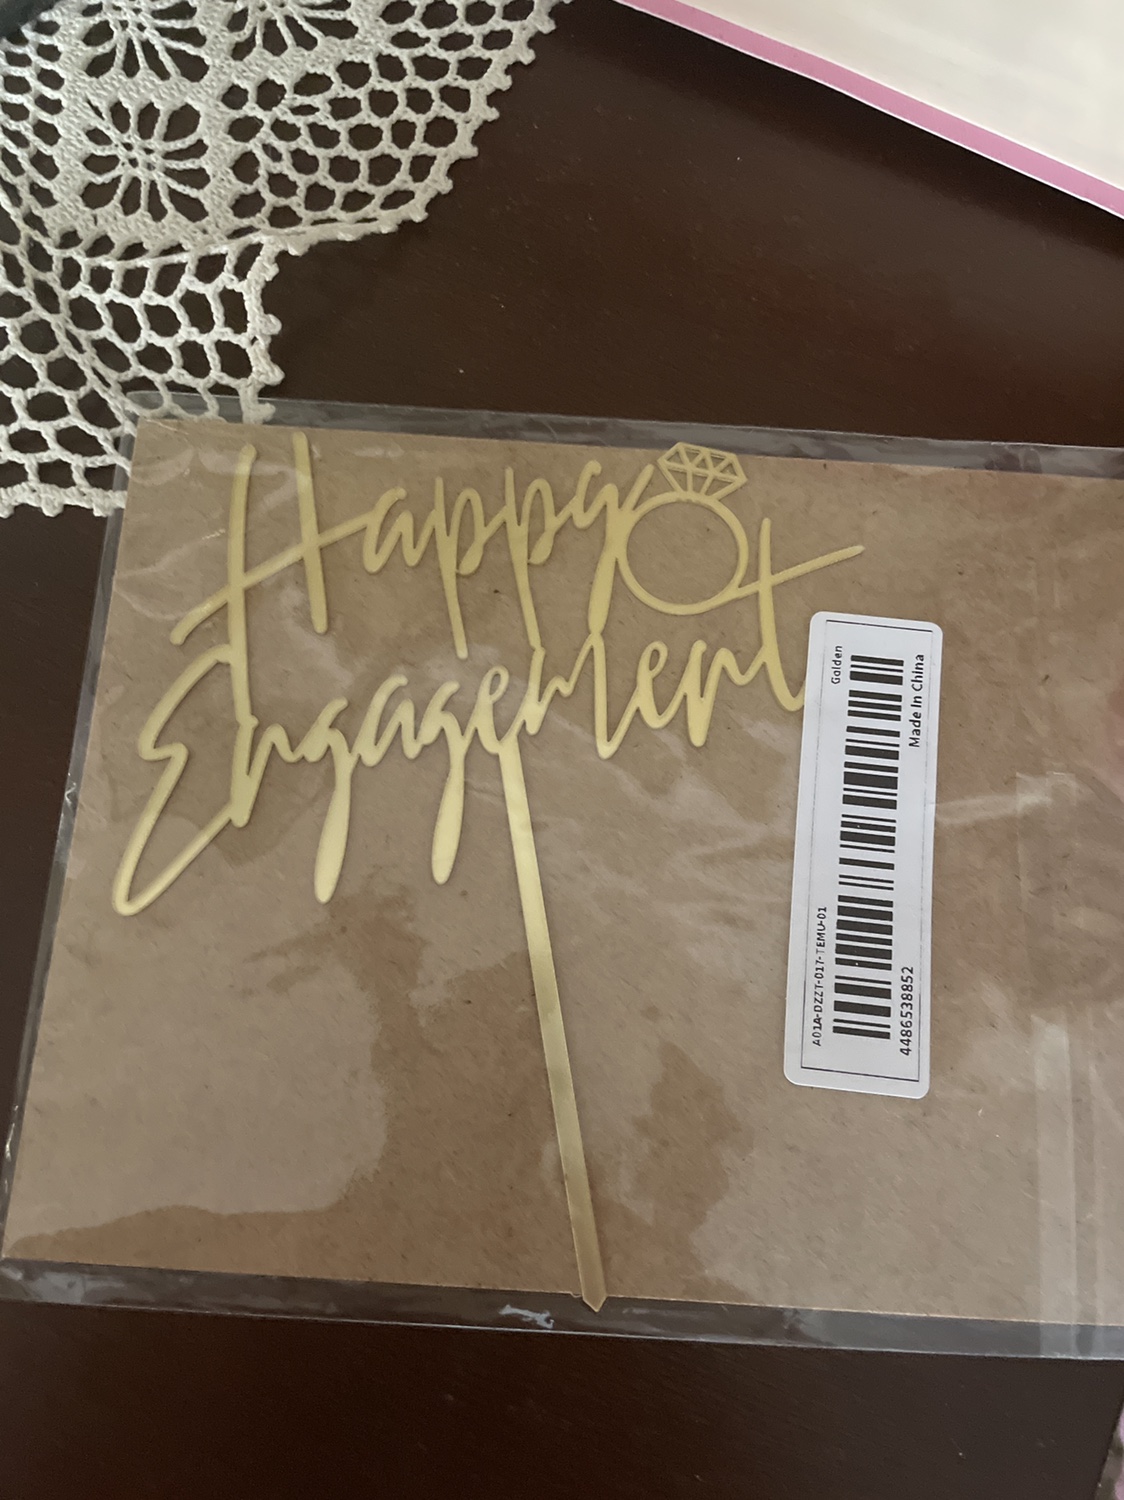 Happy
Engagement
Golden
Made In China
A01A-DZZT-017-TEMU-01
4486538852